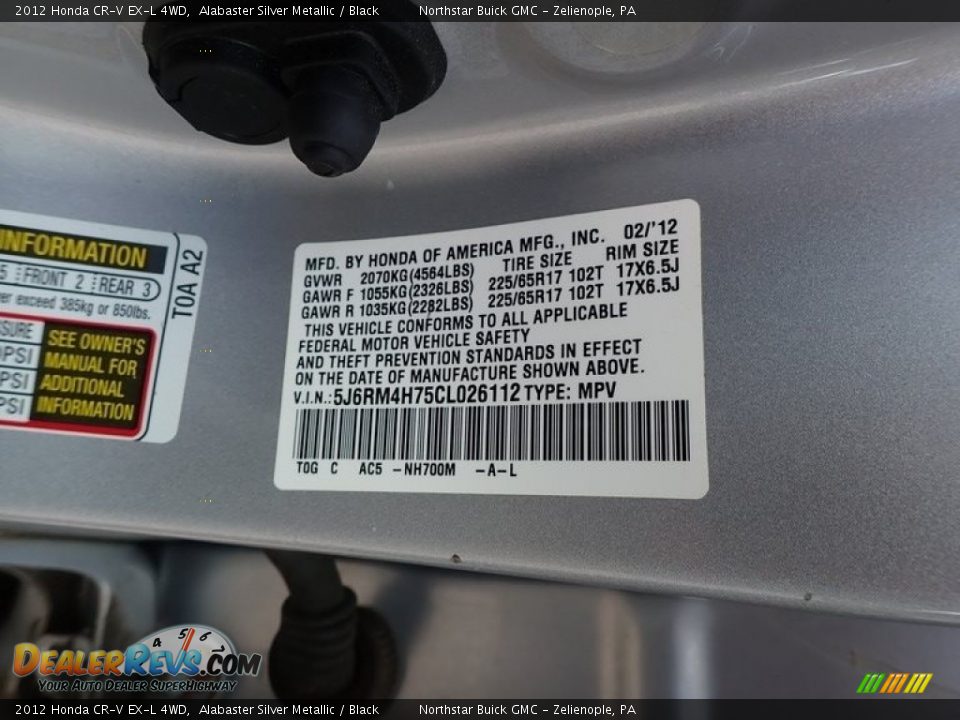 2012 Honda CR-V EX-L 4WD,  Alabaster Silver Metallic / Black        Northstar Buick GMC - Zelienople, PA
INFORMATION
5 FRONT 2 REAR 3
exceed 385kg or 850lbs.
SEE OWNER'S
MANUAL FOR
ADDITIONAL
INFORMATION
PSI
PSI
PSI
T0A A2
MFD. BY HONDA OF AMERICA MFG., INC. 02/'12
GVWR 2070KG(4564LBS) TIRE SIZE RIM SIZE
GAWR F 1055KG(2326LBS) 225/65R17 102T 17X6.5J
GAWR R 1035KG(2282LBS) 225/65R17 102T 17X6.5J
THIS VEHICLE CONFORMS TO ALL APPLICABLE
FEDERAL MOTOR VEHICLE SAFETY
AND THEFT PREVENTION STANDARDS IN EFFECT
ON THE DATE OF MANUFACTURE SHOWN ABOVE.
V.I.N.:5J6RM4H75CL026112 TYPE: MPV
T0G C AC5 -NH700M -A-L
4 5 6
DEALERREVS.COM
YOUR AUTO DEALER SUPERHIGHWAY
2012 Honda CR-V EX-L 4WD,  Alabaster Silver Metallic / Black        Northstar Buick GMC - Zelienople, PA